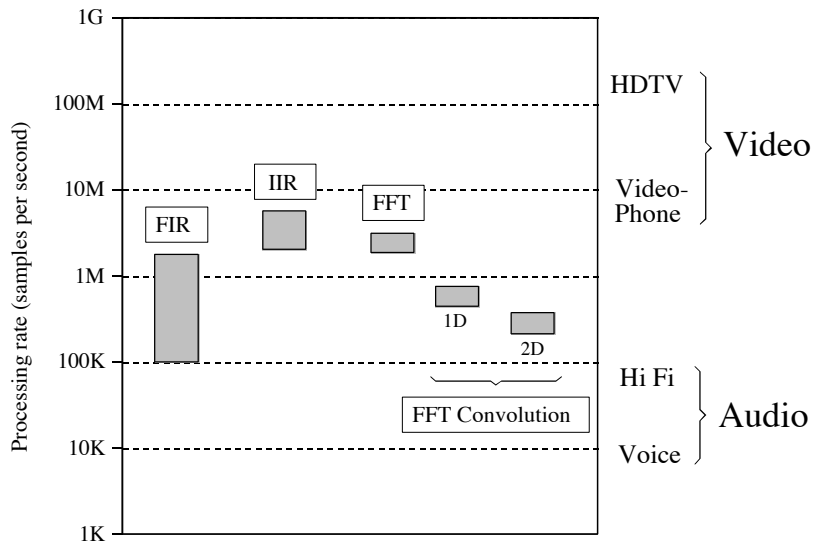 Processing rate (samples per second)
1G
100M
10M
1M
100K
10K
1K
FIR
IIR
FFT
1D
2D
FFT Convolution
HDTV
Video-
Phone
Video
Hi Fi
Voice
Audio